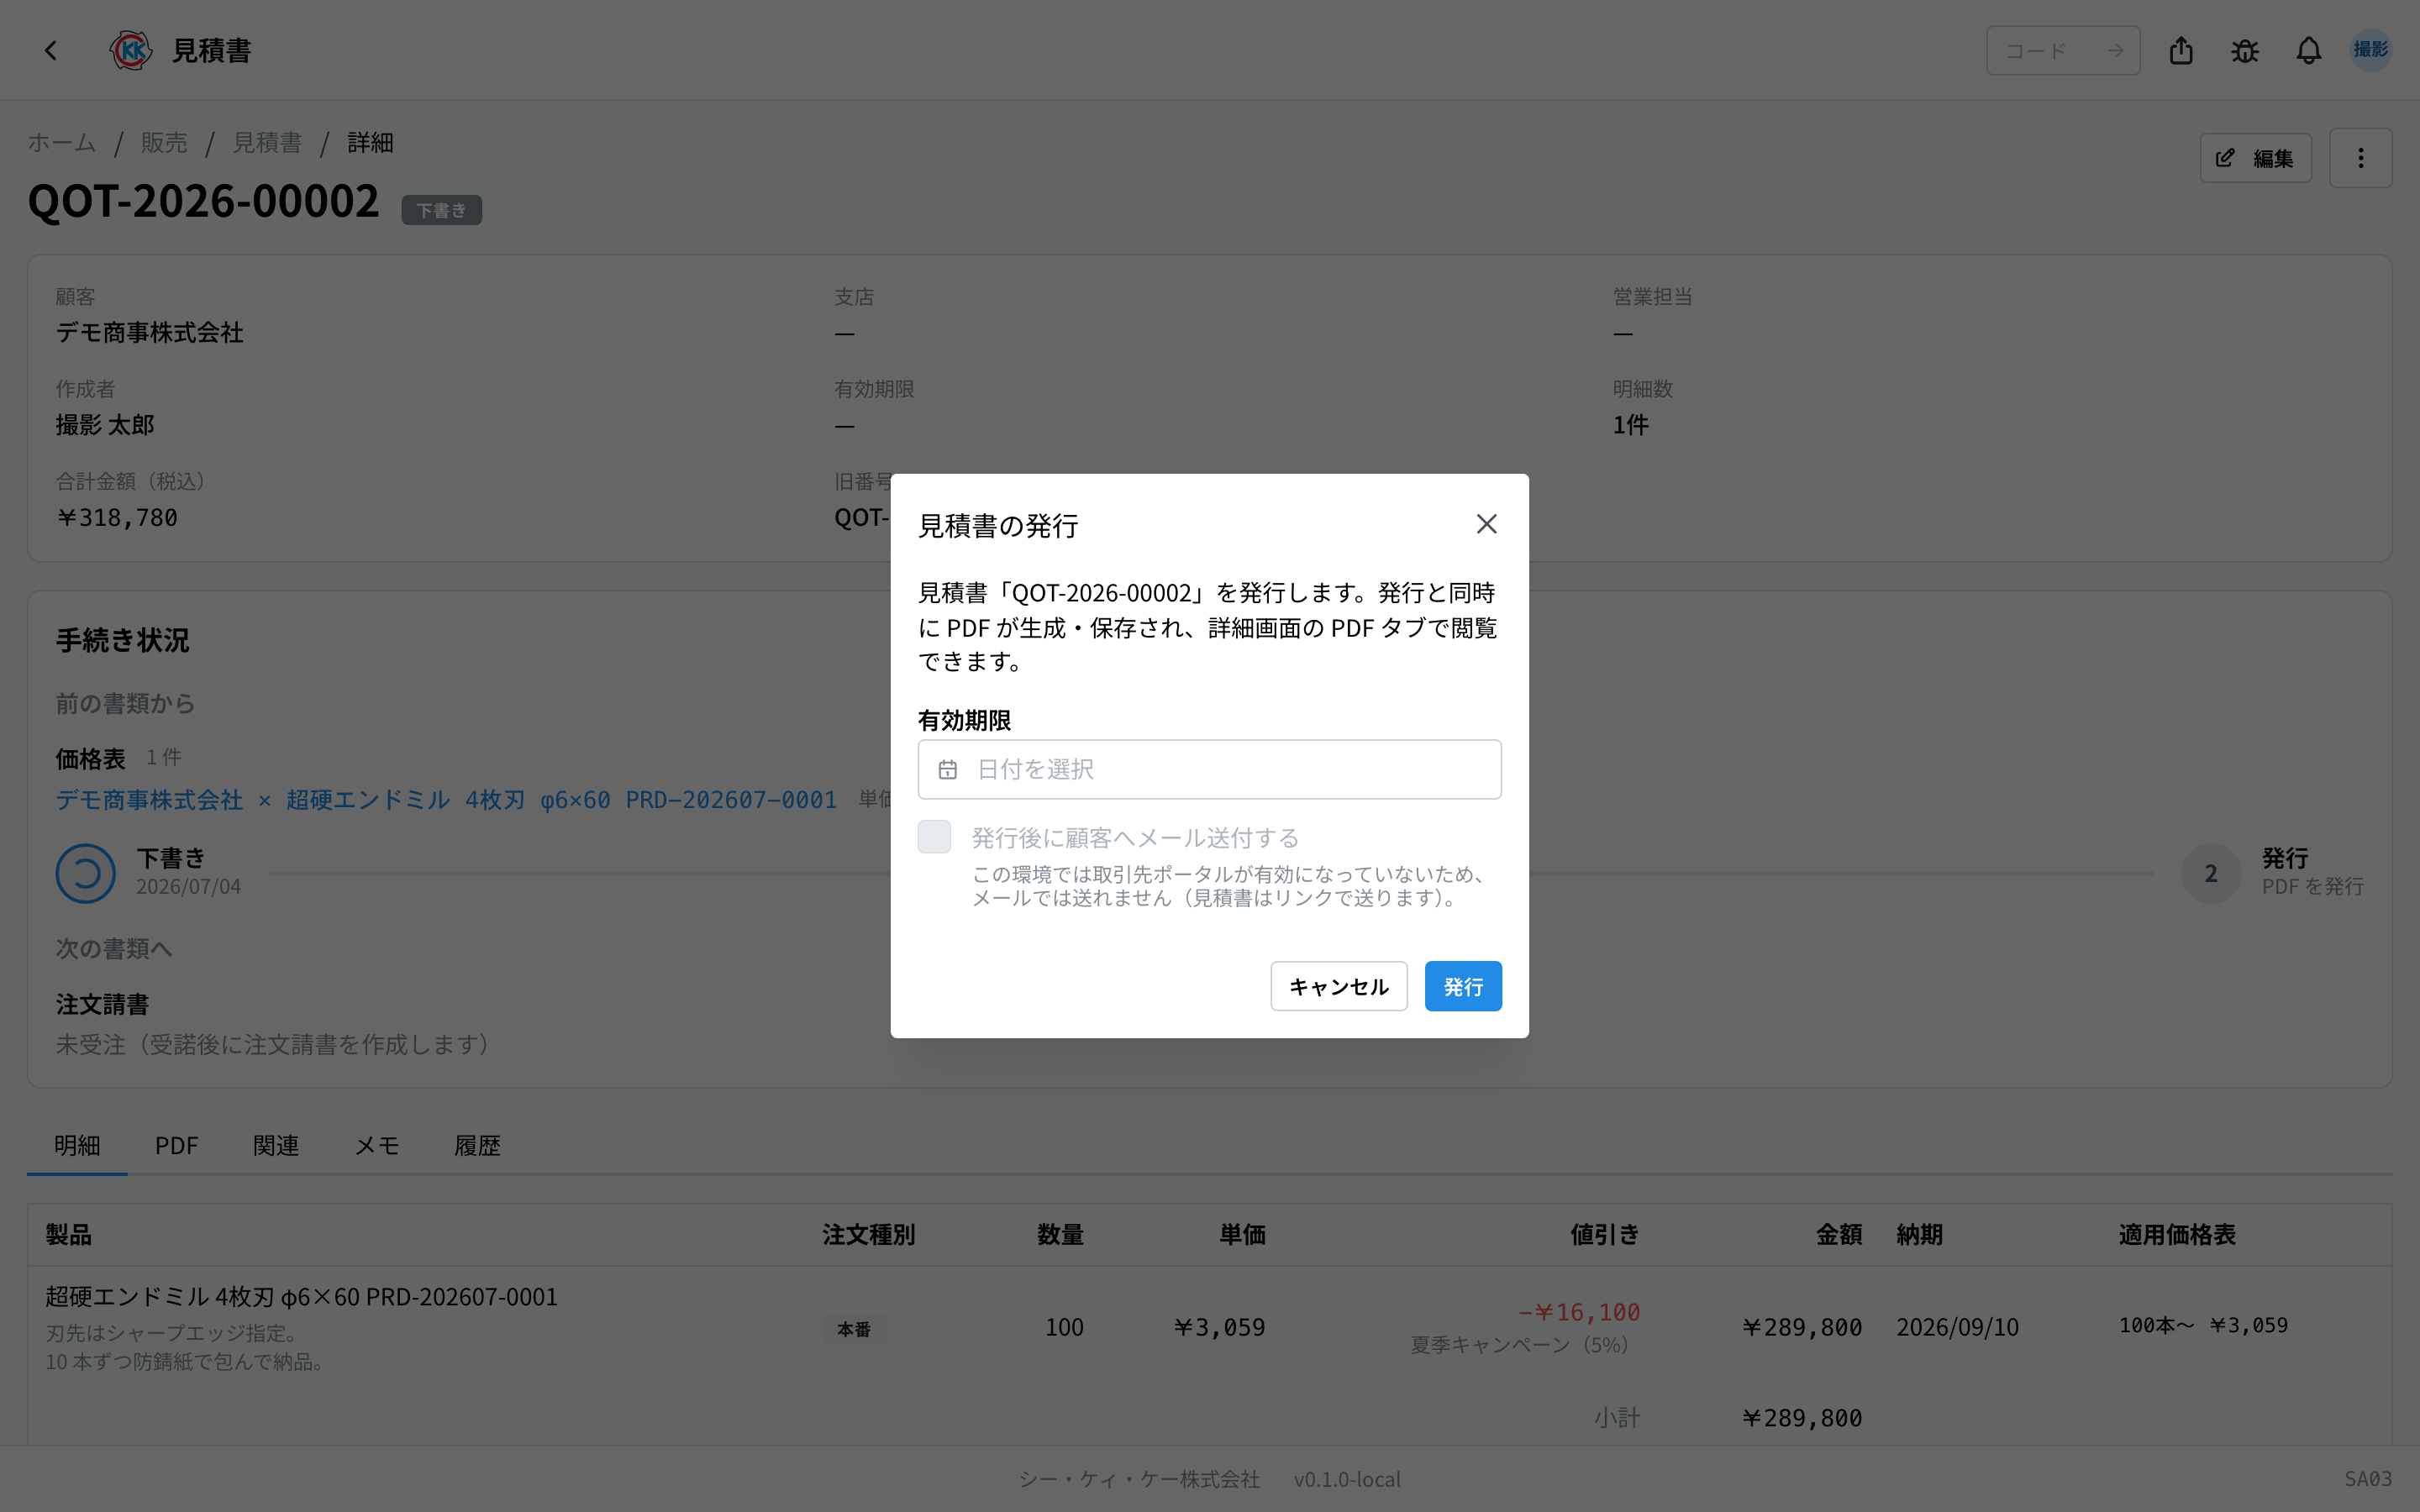 KK 見積書
コード
撮影
ホーム / 販売 / 見積書 / 詳細
編集
QOT-2026-00002 下書き
顧客
デモ商事株式会社
支店
—
営業担当
—
作成者
撮影 太郎
有効期限
—
明細数
1件
合計金額（税込）
￥318,780
旧番号
QOT-
手続き状況
前の書類から
価格表 1 件
デモ商事株式会社 × 超硬エンドミル 4枚刃 φ6×60 PRD-202607-0001 単価
下書き
2026/07/04
2
発行
PDF を発行
次の書類へ
注文請書
未受注（受諾後に注文請書を作成します）
見積書の発行
見積書「QOT-2026-00002」を発行します。発行と同時
に PDF が生成・保存され、詳細画面の PDF タブで閲覧
できます。
有効期限
日付を選択
発行後に顧客へメール送付する
この環境では取引先ポータルが有効になっていないため、
メールでは送れません（見積書はリンクで送ります）。
キャンセル 発行
明細 PDF 関連 メモ 履歴
製品 注文種別 数量 単価 値引き 金額 納期 適用価格表
超硬エンドミル 4枚刃 φ6×60 PRD-202607-0001
刃先はシャープエッジ指定。
10 本ずつ防錆紙で包んで納品。
本番 100 ￥3,059
−￥16,100
夏季キャンペーン（5%）
￥289,800 2026/09/10 100本～ ￥3,059
小計 ￥289,800
シー・ケィ・ケー株式会社 v0.1.0-local
SA03